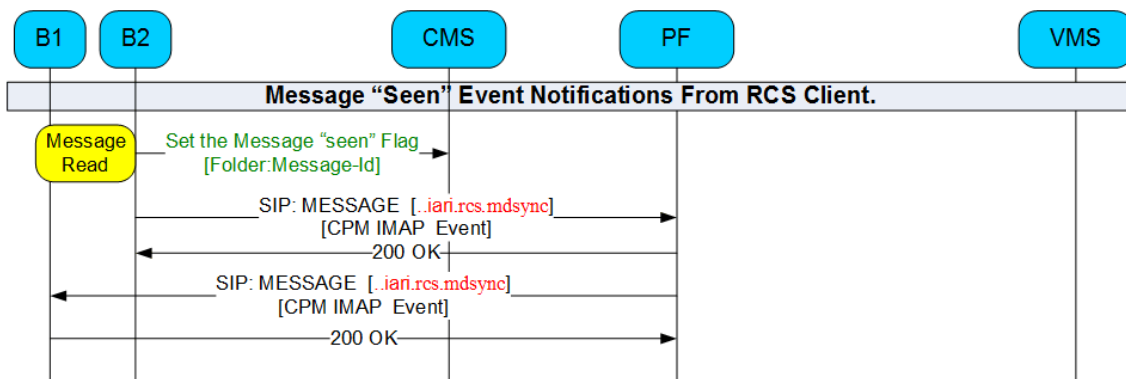 B1 B2 CMS PF VMS
Message “Seen” Event Notifications From RCS Client.
Message
Read
Set the Message “seen” Flag
[Folder:Message-Id]
SIP: MESSAGE [..iari.rcs.mdsync]
[CPM IMAP Event]
200 OK
SIP: MESSAGE [..iari.rcs.mdsync]
[CPM IMAP Event]
200 OK